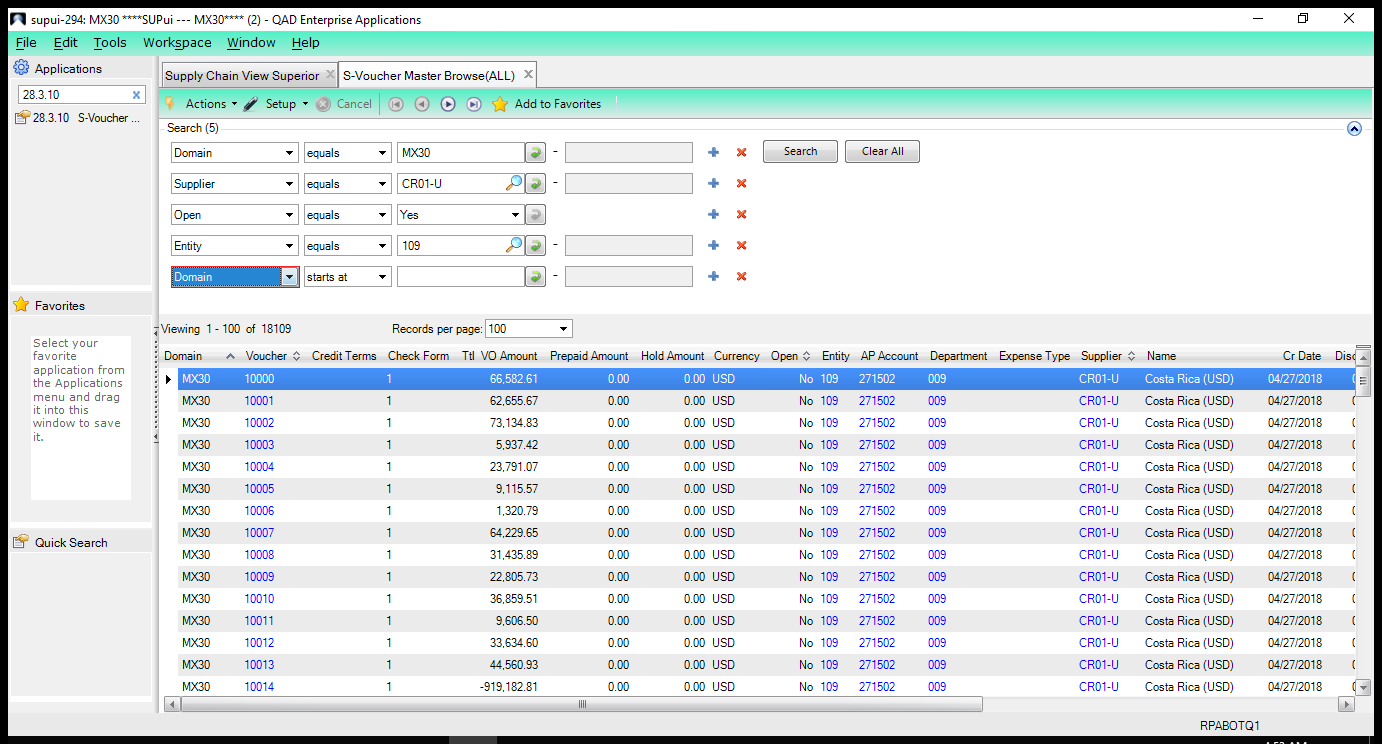 supui-294: MX30 ****SUPui --- MX30**** (2) - QAD Enterprise Applications
File Edit Tools Workspace Window Help
Applications
28.3.10
28.3.10 S-Voucher ...
Supply Chain View Superior S-Voucher Master Browse(ALL)
Actions Setup Cancel Add to Favorites
Search (5)
Domain equals MX30 - Search Clear All
Supplier equals CR01-U -
Open equals Yes
Entity equals 109 -
Domain starts at -
Favorites
Select your
favorite
application from
the Applications
menu and drag
it into this
window to save
it.
Quick Search
Viewing 1 - 100 of 18109 Records per page: 100
Domain Voucher Credit Terms Check Form Ttl VO Amount Prepaid Amount Hold Amount Currency Open Entity AP Account Department Expense Type Supplier Name Cr Date Disc
MX30 10000 1 66,582.61 0.00 0.00 USD No 109 271502 009 CR01-U Costa Rica (USD) 04/27/2018
MX30 10001 1 62,655.67 0.00 0.00 USD No 109 271502 009 CR01-U Costa Rica (USD) 04/27/2018
MX30 10002 1 73,134.83 0.00 0.00 USD No 109 271502 009 CR01-U Costa Rica (USD) 04/27/2018
MX30 10003 1 5,937.42 0.00 0.00 USD No 109 271502 009 CR01-U Costa Rica (USD) 04/27/2018
MX30 10004 1 23,791.07 0.00 0.00 USD No 109 271502 009 CR01-U Costa Rica (USD) 04/27/2018
MX30 10005 1 9,115.57 0.00 0.00 USD No 109 271502 009 CR01-U Costa Rica (USD) 04/27/2018
MX30 10006 1 1,320.79 0.00 0.00 USD No 109 271502 009 CR01-U Costa Rica (USD) 04/27/2018
MX30 10007 1 64,229.65 0.00 0.00 USD No 109 271502 009 CR01-U Costa Rica (USD) 04/27/2018
MX30 10008 1 31,435.89 0.00 0.00 USD No 109 271502 009 CR01-U Costa Rica (USD) 04/27/2018
MX30 10009 1 22,805.73 0.00 0.00 USD No 109 271502 009 CR01-U Costa Rica (USD) 04/27/2018
MX30 10010 1 36,859.51 0.00 0.00 USD No 109 271502 009 CR01-U Costa Rica (USD) 04/27/2018
MX30 10011 1 9,606.50 0.00 0.00 USD No 109 271502 009 CR01-U Costa Rica (USD) 04/27/2018
MX30 10012 1 33,634.60 0.00 0.00 USD No 109 271502 009 CR01-U Costa Rica (USD) 04/27/2018
MX30 10013 1 44,560.93 0.00 0.00 USD No 109 271502 009 CR01-U Costa Rica (USD) 04/27/2018
MX30 10014 1 -919,182.81 0.00 0.00 USD No 109 271502 009 CR01-U Costa Rica (USD) 04/27/2018
RPABOTQ1